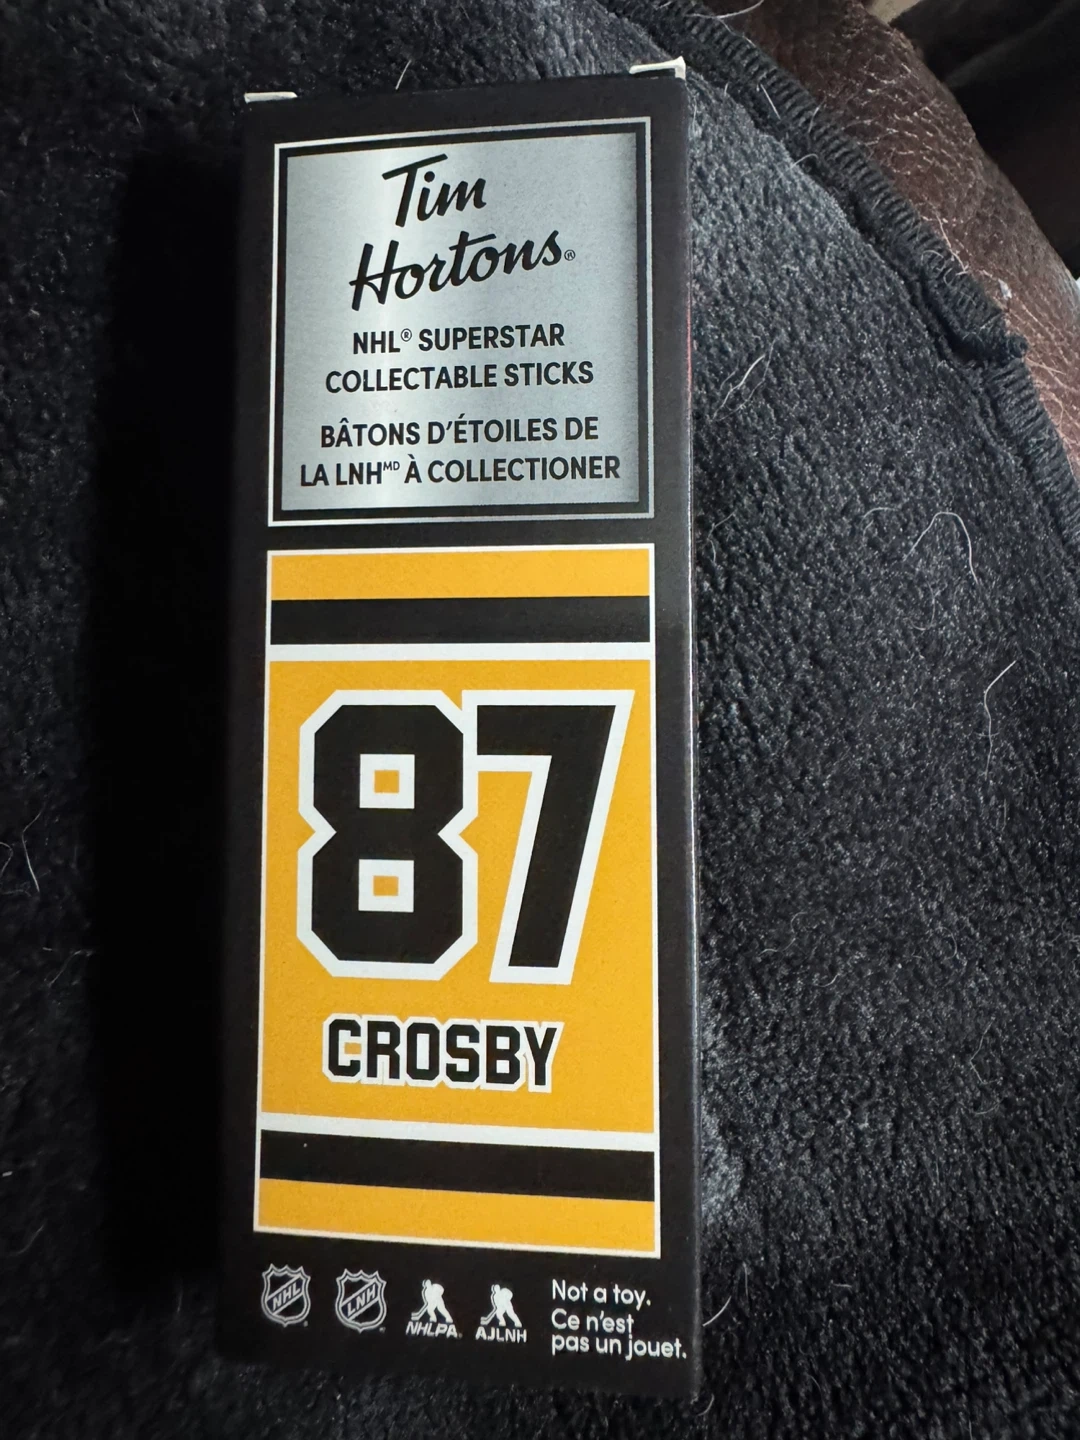 Tim
Hortons®
NHL® SUPERSTAR
COLLECTABLE STICKS
BÂTONS D'ÉTOILES DE
LA LNHᴹᴰ À COLLECTIONER
87
CROSBY
NHL
LNH
NHLPA
AJLNH
Not a toy.
Ce n'est
pas un jouet.